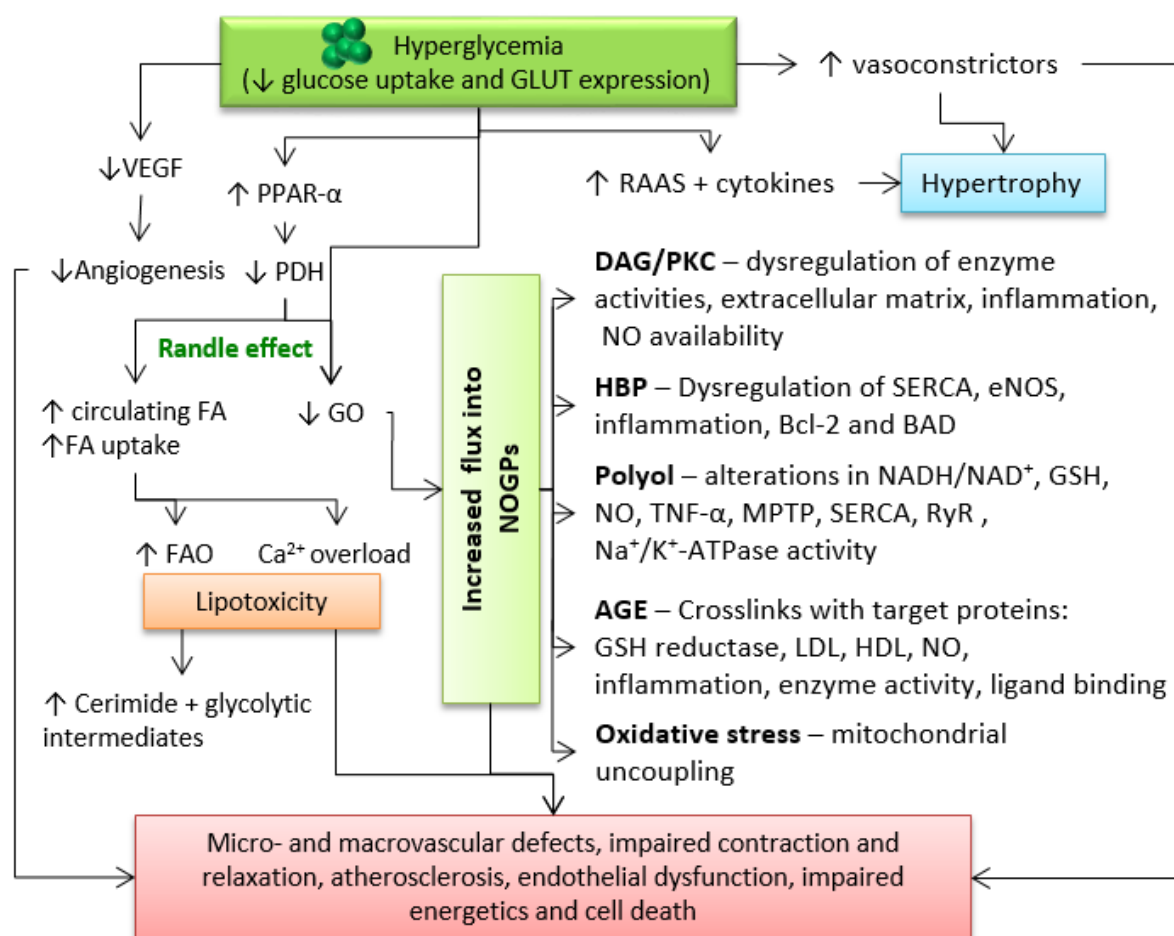 Hyperglycemia
(↓ glucose uptake and GLUT expression)
↑ vasoconstrictors
↓VEGF
↑ PPAR-α
↑ RAAS + cytokines
Hypertrophy
↓Angiogenesis
↓ PDH
Randle effect
↑ circulating FA
↑FA uptake
↓ GO
↑ FAO
Ca²⁺ overload
Lipotoxicity
↑ Cerimide + glycolytic
intermediates
Increased flux into
NOGPs
DAG/PKC – dysregulation of enzyme
activities, extracellular matrix, inflammation,
NO availability
HBP – Dysregulation of SERCA, eNOS,
inflammation, Bcl-2 and BAD
Polyol – alterations in NADH/NAD⁺, GSH,
NO, TNF-α, MPTP, SERCA, RyR ,
Na⁺/K⁺-ATPase activity
AGE – Crosslinks with target proteins:
GSH reductase, LDL, HDL, NO,
inflammation, enzyme activity, ligand binding
Oxidative stress – mitochondrial
uncoupling
Micro- and macrovascular defects, impaired contraction and
relaxation, atherosclerosis, endothelial dysfunction, impaired
energetics and cell death